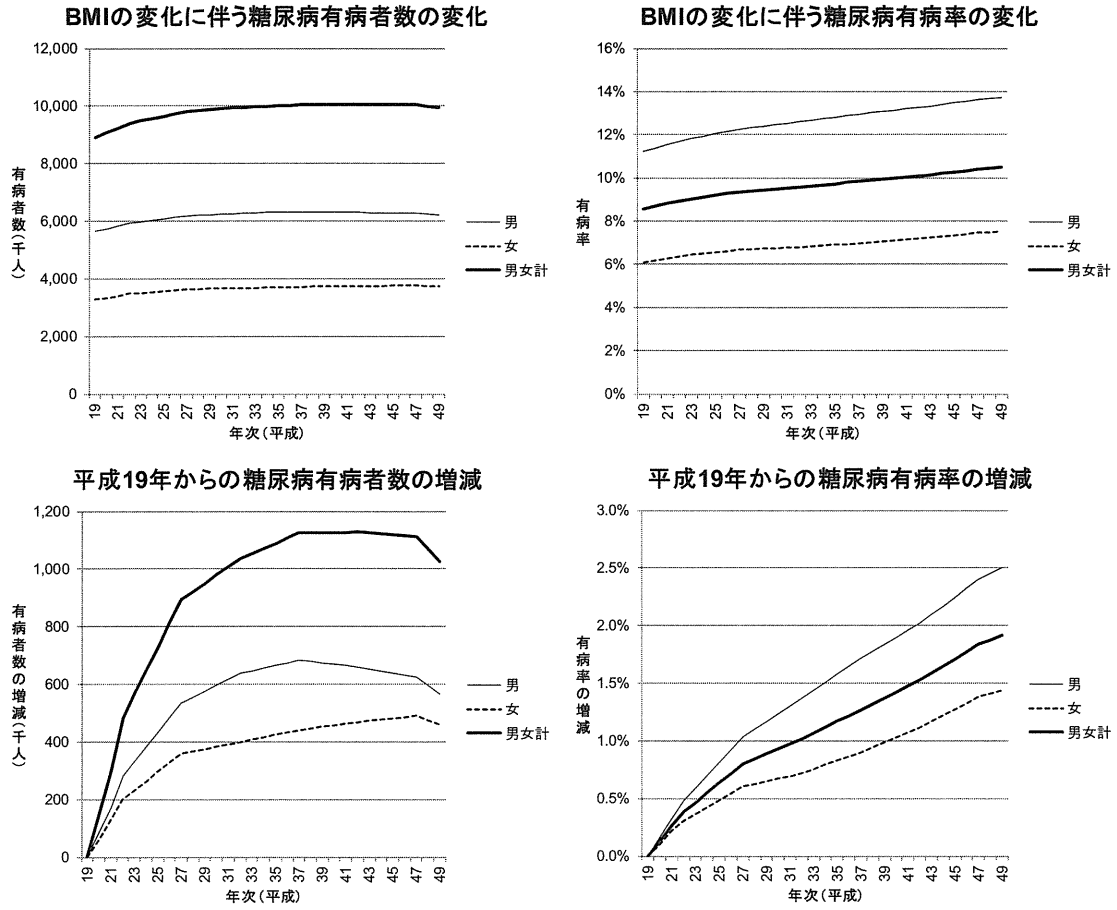 BMIの変化に伴う糖尿病有病者数の変化
12,000
10,000
8,000
6,000
4,000
2,000
0
有病者数(千人)
19 21 23 25 27 29 31 33 35 37 39 41 43 45 47 49
年次(平成)
男
女
男女計
BMIの変化に伴う糖尿病有病率の変化
16%
14%
12%
10%
8%
6%
4%
2%
0%
有病率
19 21 23 25 27 29 31 33 35 37 39 41 43 45 47 49
年次(平成)
男
女
男女計
平成19年からの糖尿病有病者数の増減
1,200
1,000
800
600
400
200
0
有病者数の増減(千人)
19 21 23 25 27 29 31 33 35 37 39 41 43 45 47 49
年次(平成)
男
女
男女計
平成19年からの糖尿病有病率の増減
3.0%
2.5%
2.0%
1.5%
1.0%
0.5%
0.0%
有病率の増減
19 21 23 25 27 29 31 33 35 37 39 41 43 45 47 49
年次(平成)
男
女
男女計